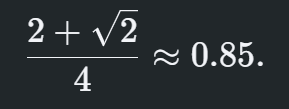 (2 + √2)/4 ≈ 0.85.